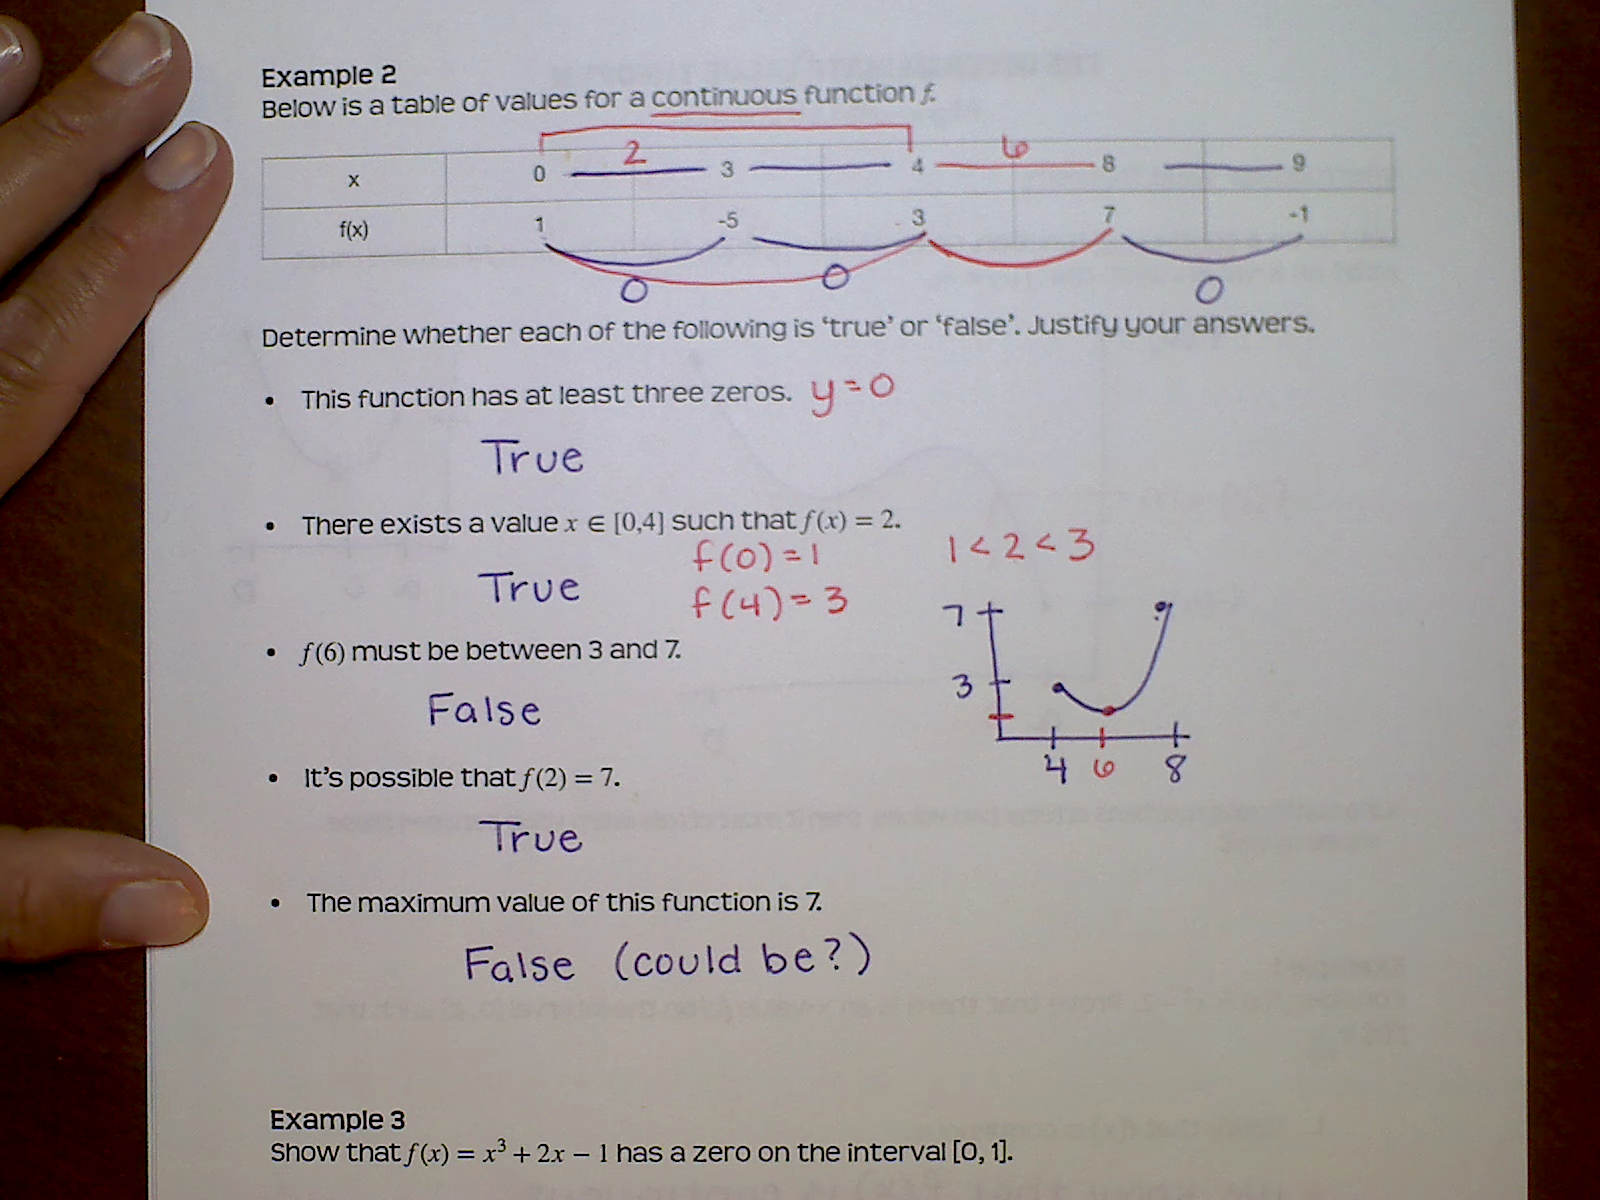 Example 2
Below is a table of values for a continuous function f.
2 6
x 0 3 4 8 9
f(x) 1 -5 3 7 -1
0 0 0
Determine whether each of the following is ‘true’ or ‘false’. Justify your answers.
• This function has at least three zeros. y=0
True
• There exists a value x ∈ [0,4] such that f(x) = 2.
f(0)=1 1<2<3
True
f(4)=3
• f(6) must be between 3 and 7.
False
7
3
4 6 8
• It's possible that f(2) = 7.
True
• The maximum value of this function is 7.
False (could be?)
Example 3
Show that f(x) = x³ + 2x − 1 has a zero on the interval [0, 1].